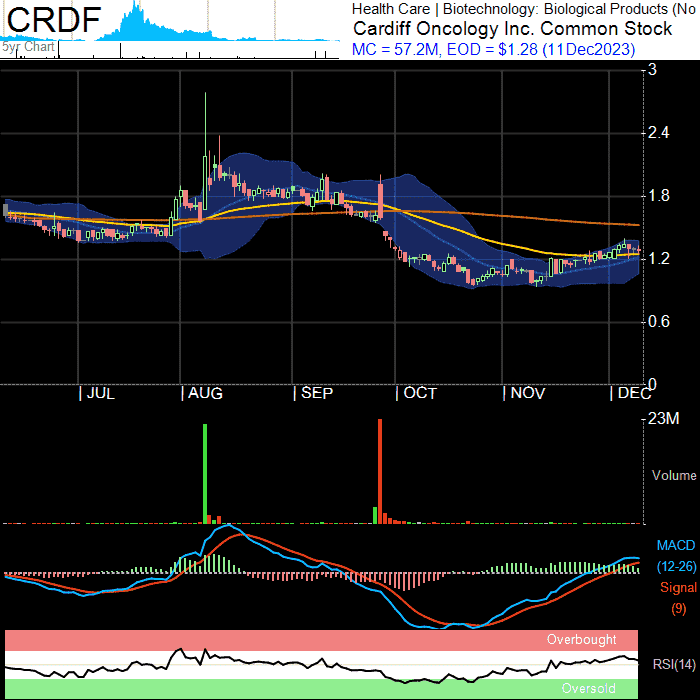 CRDF
5yr Chart
Health Care | Biotechnology: Biological Products (No
Cardiff Oncology Inc. Common Stock
MC = 57.2M, EOD = $1.28 (11Dec2023)
3
2.4
1.8
1.2
0.6
0
JUL AUG SEP OCT NOV DEC
23M
Volume
MACD
(12-26)
Signal
(9)
Overbought
RSI(14)
Oversold